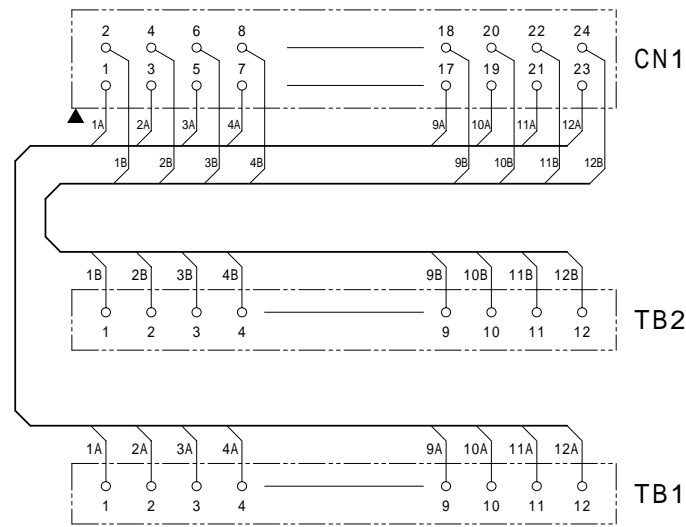 2 4 6 8 18 20 22 24
CN1
1 3 5 7 17 19 21 23
1A 2A 3A 4A 9A 10A 11A 12A
1B 2B 3B 4B 9B 10B 11B 12B
1B 2B 3B 4B 9B 10B 11B 12B
1 2 3 4 9 10 11 12
TB2
1A 2A 3A 4A 9A 10A 11A 12A
1 2 3 4 9 10 11 12
TB1